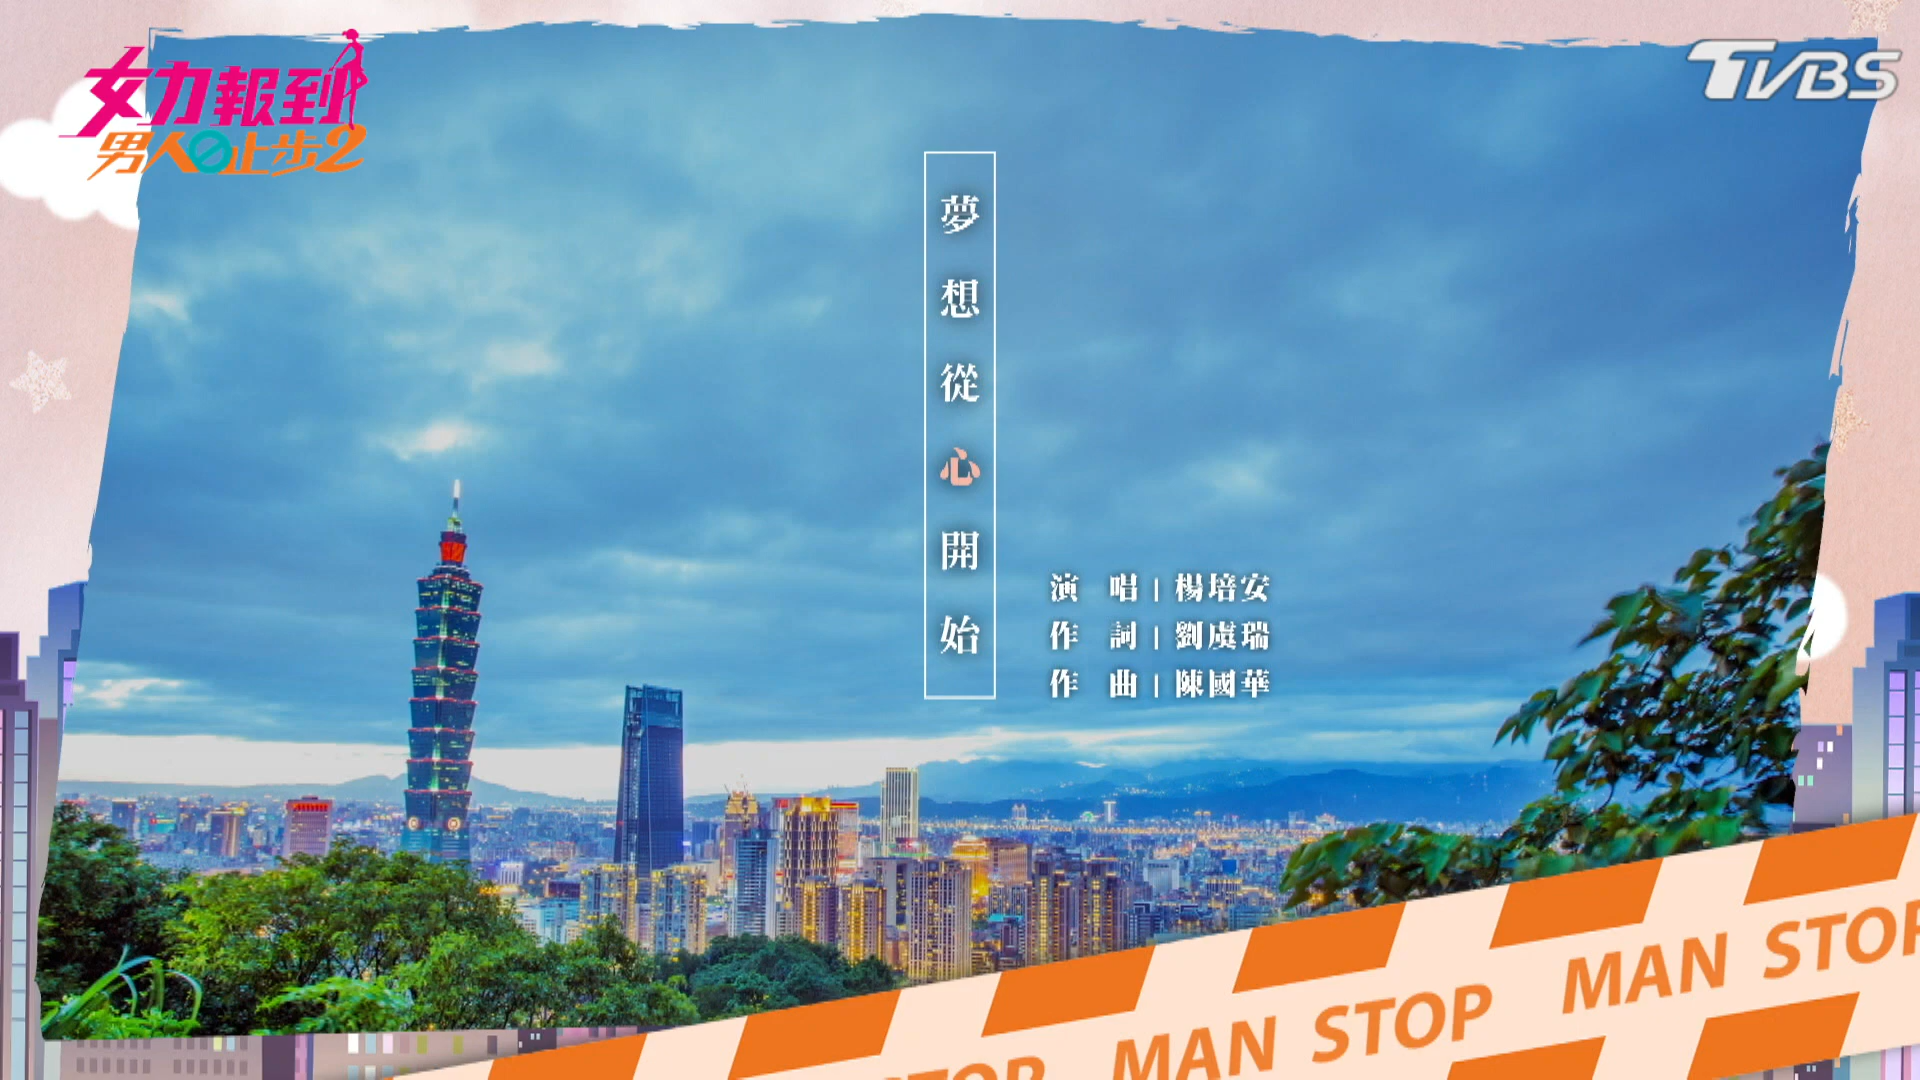 女力報到
男人止步2
TVBS
夢想從心開始
演 唱 | 楊培安
作 詞 | 劉虞瑞
作 曲 | 陳國華
STOP MAN STOP MAN STOP